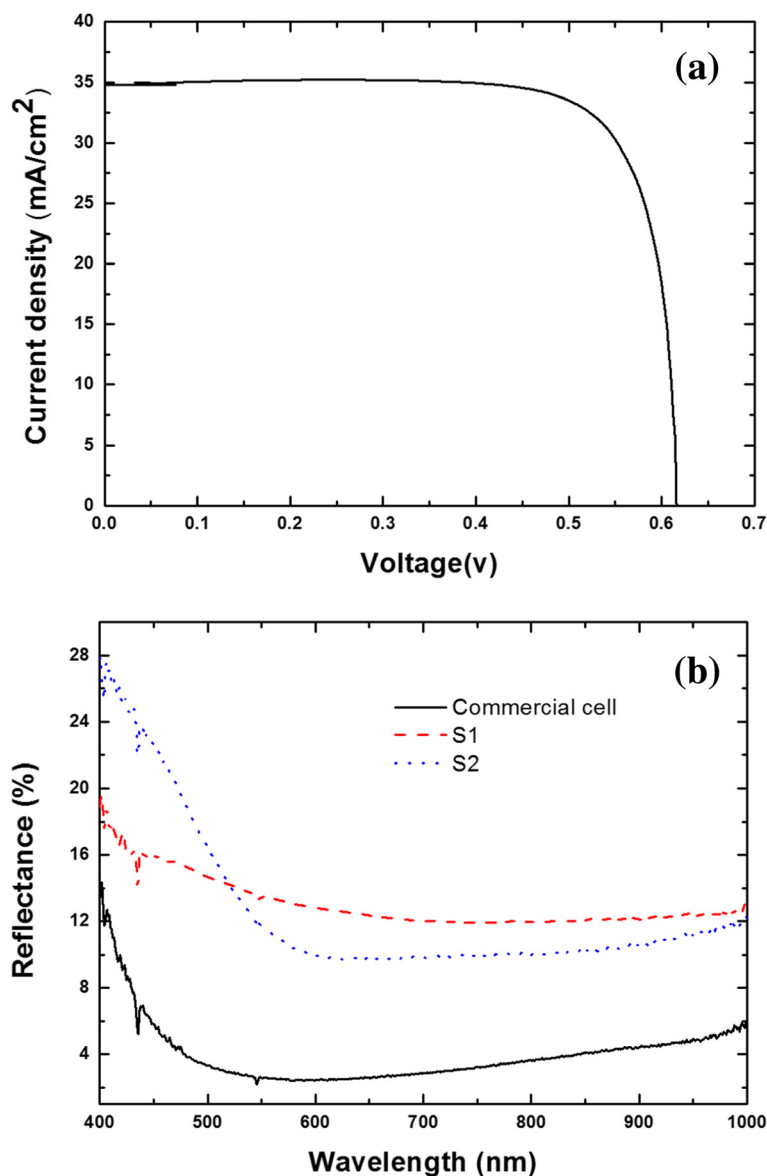 (a)
Current density (mA/cm²)
40
35
30
25
20
15
10
5
0
0.0 0.1 0.2 0.3 0.4 0.5 0.6 0.7
Voltage(v)
(b)
Reflectance (%)
28
24
20
16
12
8
4
Commercial cell
S1
S2
400 500 600 700 800 900 1000
Wavelength (nm)